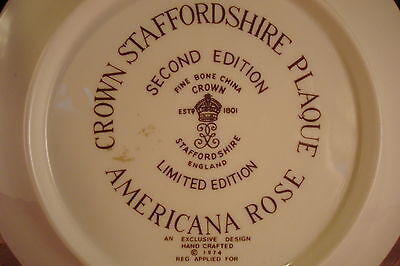 CROWN STAFFORDSHIRE PLAQUE
SECOND EDITION
FINE BONE CHINA
CROWN
ESTD 1801
STAFFORDSHIRE
ENGLAND
LIMITED EDITION
AMERICANA ROSE
AN EXCLUSIVE DESIGN
HAND CRAFTED
© 1974
REG APPLIED FOR